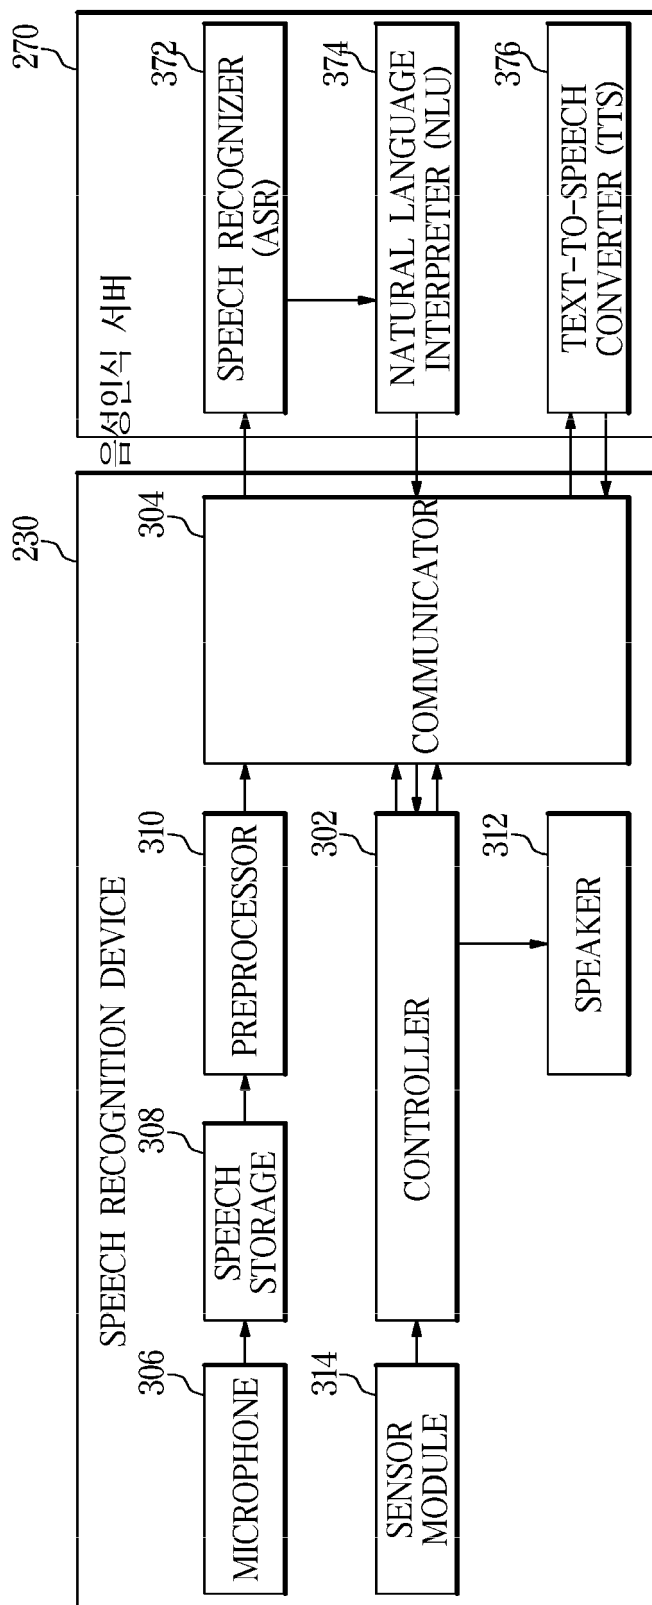 230
270
SPEECH RECOGNITION DEVICE
음성인식 서버
306
308
310
304
372
MICROPHONE
SPEECH
STORAGE
PREPROCESSOR
COMMUNICATOR
SPEECH RECOGNIZER
(ASR)
314
302
374
SENSOR
MODULE
CONTROLLER
NATURAL LANGUAGE
INTERPRETER (NLU)
312
376
SPEAKER
TEXT-TO-SPEECH
CONVERTER (TTS)